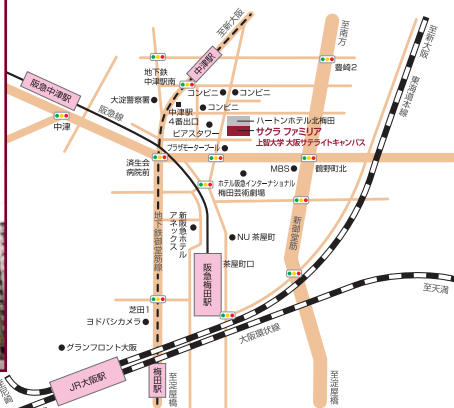 至新大阪
至南方
至新大阪
豊崎2
地下鉄
中津駅南
中津駅
東海道本線
阪急中津駅
コンビニ
コンビニ
大淀警察署
中津駅
4番出口
コンビニ
阪急線
ハートンホテル北梅田
サクラ ファミリア
上智大学 大阪サテライトキャンパス
中津
ピアスタワー
プラザモータープール
済生会
病院前
MBS
鶴野町北
ホテル阪急インターナショナル
梅田芸術劇場
地下鉄御堂筋線
新阪急ホテル
アネックス
新御堂筋
NU 茶屋町
茶屋町口
阪急梅田駅
至天満
芝田1
ヨドバシカメラ
大阪環状線
グランフロント大阪
JR大阪駅
梅田駅
至淀屋橋
至淀屋橋